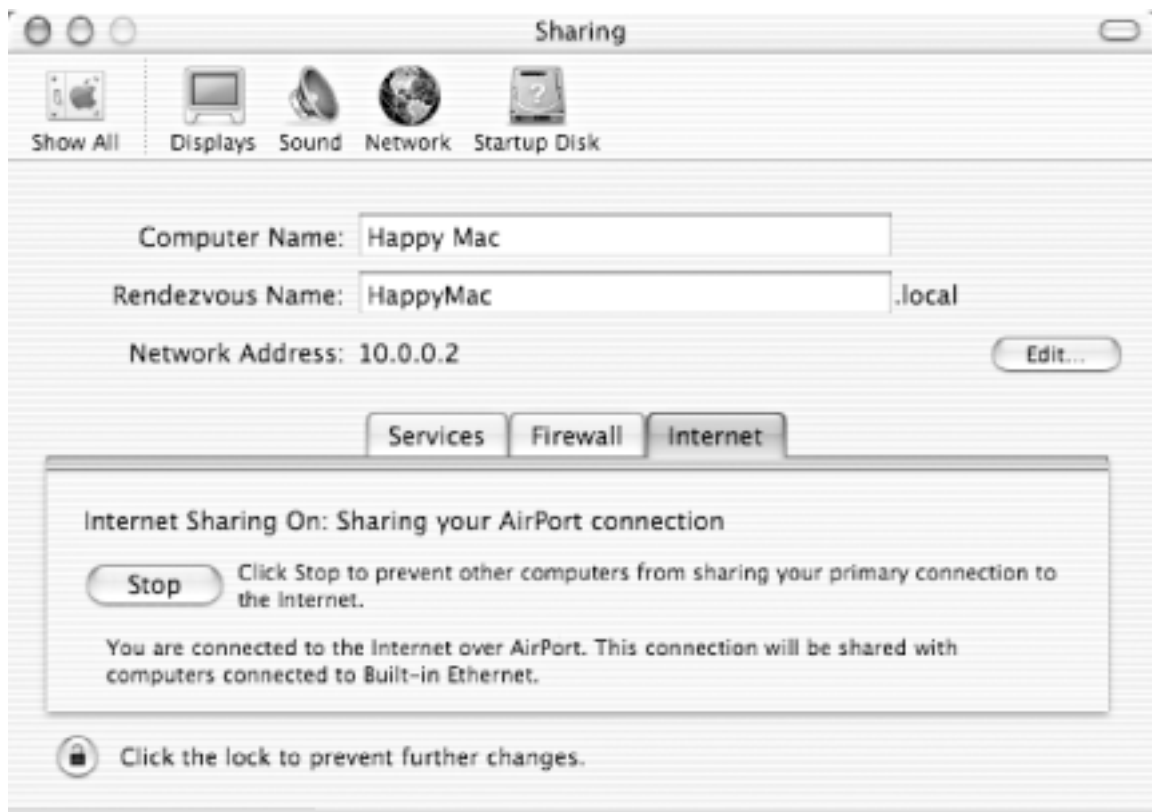 Sharing
Show All
Displays
Sound
Network
Startup Disk
Computer Name: Happy Mac
Rendezvous Name: HappyMac .local
Network Address: 10.0.0.2
Edit...
Services
Firewall
Internet
Internet Sharing On: Sharing your AirPort connection
Stop
Click Stop to prevent other computers from sharing your primary connection to
the Internet.
You are connected to the Internet over AirPort. This connection will be shared with
computers connected to Built-in Ethernet.
Click the lock to prevent further changes.